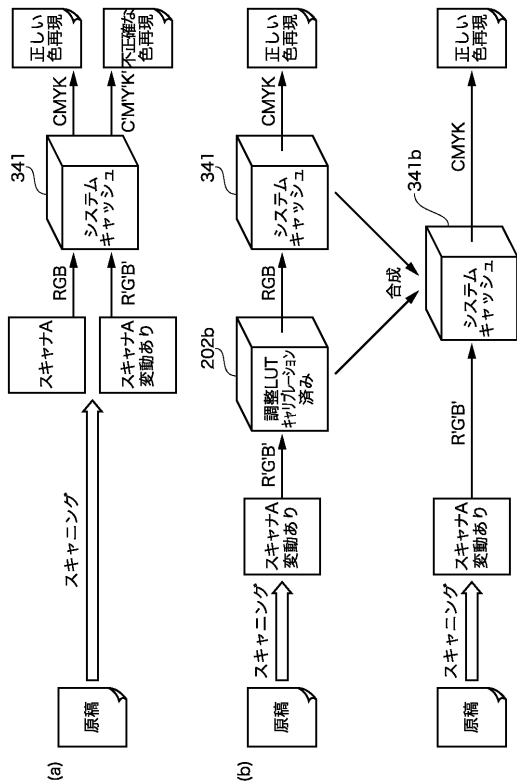 (a)
原稿
スキャニング
スキャナA
スキャナA
変動あり
RGB
R'G'B'
341
システム
キャッシュ
CMYK
C'M'Y'K'
正しい
色再現
不正確な
色再現
(b)
原稿
スキャニング
スキャナA
変動あり
R'G'B'
202b
調整LUT
キャリブレーション
済み
RGB
341
システム
キャッシュ
CMYK
正しい
色再現
合成
原稿
スキャニング
スキャナA
変動あり
R'G'B'
341b
システム
キャッシュ
CMYK
正しい
色再現